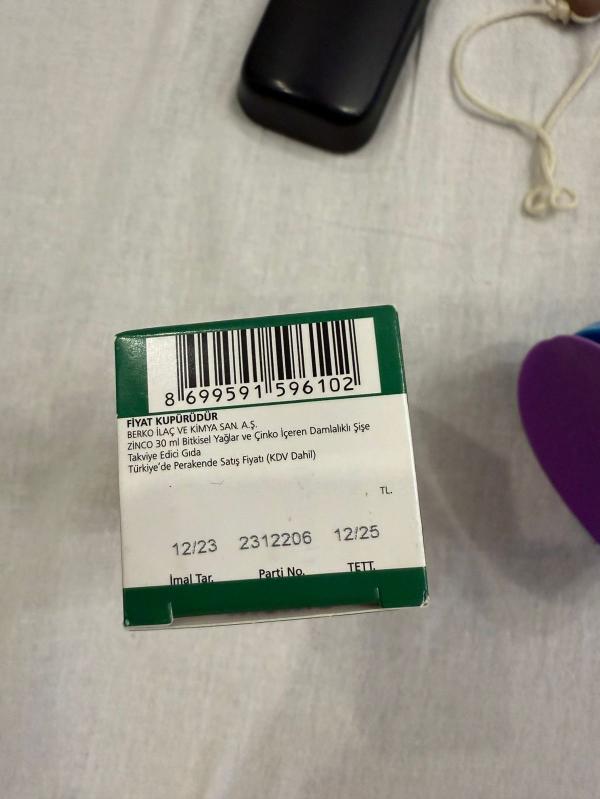 8 699591 596102
FİYAT KUPÜRÜDÜR
BERKO İLAÇ VE KİMYA SAN. A.Ş.
ZİNCO 30 ml Bitkisel Yağlar ve Çinko İçeren Damlalıklı Şişe
Takviye Edici Gıda
Türkiye'de Perakende Satış Fiyatı (KDV Dahil)
TL.
12/23 2312206 12/25
İmal Tar. Parti No. TETT.